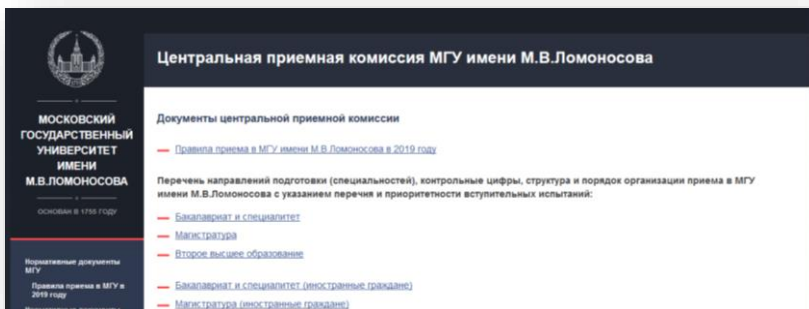 Центральная приемная комиссия МГУ имени М.В.Ломоносова
МОСКОВСКИЙ
ГОСУДАРСТВЕННЫЙ
УНИВЕРСИТЕТ
ИМЕНИ
М.В.ЛОМОНОСОВА
ОСНОВАН В 1755 ГОДУ
Нормативные документы
МГУ
Правила приема в МГУ в
2019 году
Документы центральной приемной комиссии
Правила приема в МГУ имени М.В.Ломоносова в 2019 году
Перечень направлений подготовки (специальностей), контрольные цифры, структура и порядок организации приема в МГУ
имени М.В.Ломоносова с указанием перечня и приоритетности вступительных испытаний:
Бакалавриат и специалитет
Магистратура
Второе высшее образование
Бакалавриат и специалитет (иностранные граждане)
Магистратура (иностранные граждане)